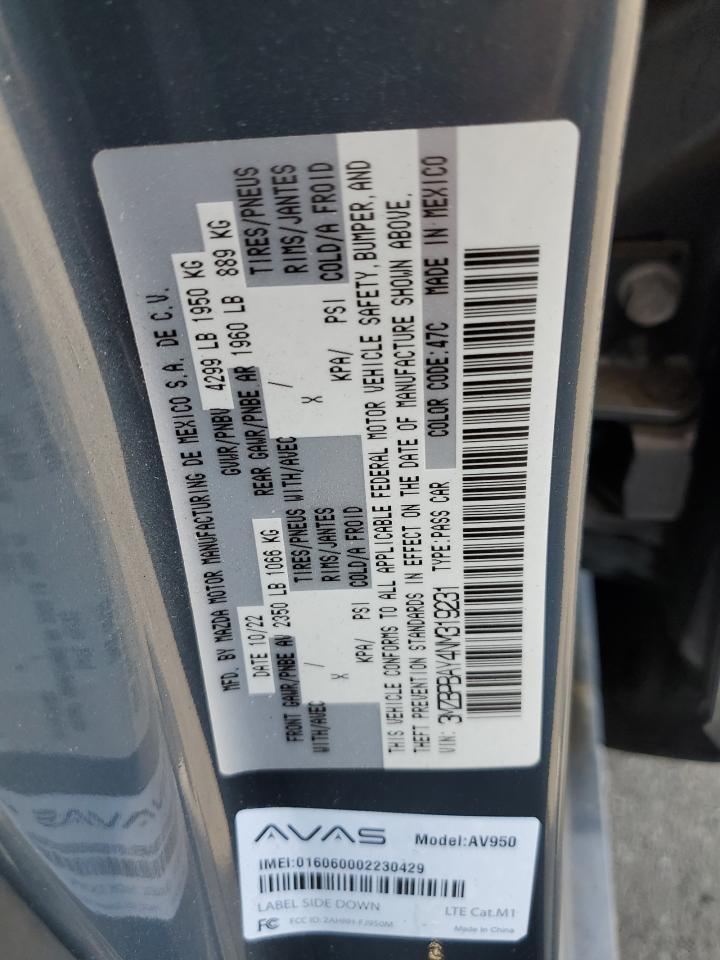 MFD. BY MAZDA MOTOR MANUFACTURING DE MEXICO S.A. DE C.V.
DATE 10/22 GVWR/PNBV 4299 LB 1950 KG
FRONT GAWR/PNBE AV 2350 LB 1066 KG REAR GAWR/PNBE AR 1960 LB 889 KG
WITH/AVEC TIRES/PNEUS WITH/AVEC / TIRES/PNEUS
X RIMS/JANTES X RIMS/JANTES
KPA/ PSI COLD/A FROID KPA/ PSI COLD/A FROID
THIS VEHICLE CONFORMS TO ALL APPLICABLE FEDERAL MOTOR VEHICLE SAFETY, BUMPER, AND
THEFT PREVENTION STANDARDS IN EFFECT ON THE DATE OF MANUFACTURE SHOWN ABOVE.
VIN: 3MZBPBAY4NM319231 TYPE:PASS CAR COLOR CODE:47C MADE IN MEXICO
AVAS Model:AV950
IMEI:016060002230429
LABEL SIDE DOWN LTE Cat.M1
FC FCC ID: Made in China